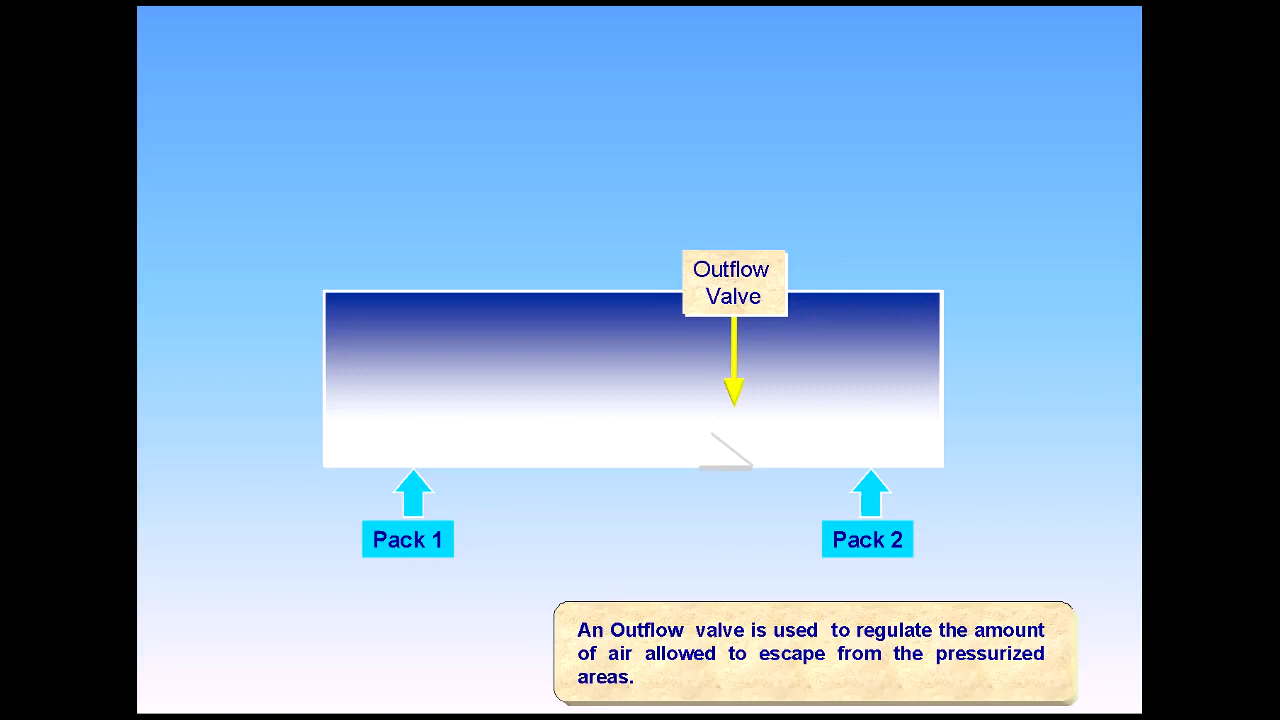 Outflow
Valve
Pack 1
Pack 2
An Outflow valve is used to regulate the amount
of air allowed to escape from the pressurized
areas.